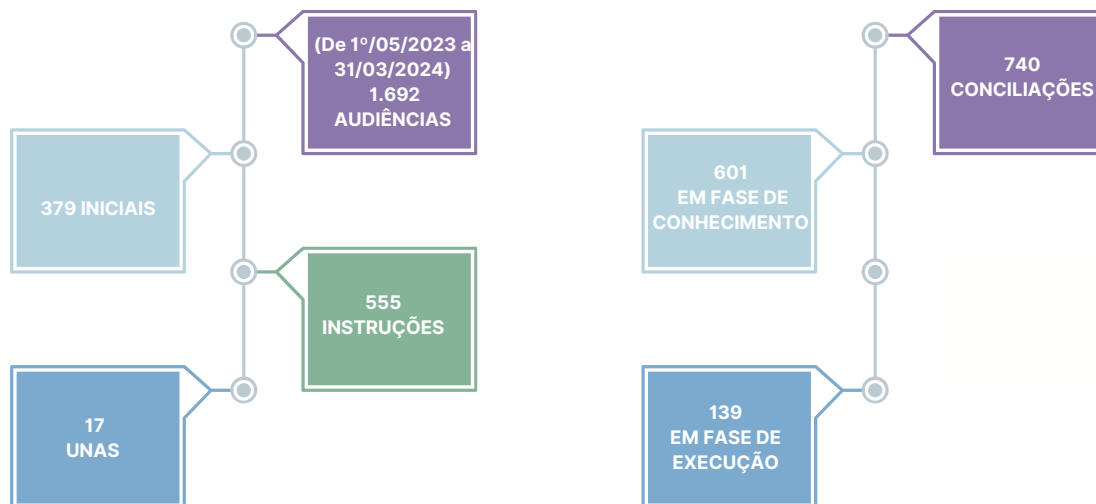 (De 1º/05/2023 a
31/03/2024)
1.692
AUDIÊNCIAS
379 INICIAIS
555
INSTRUÇÕES
17
UNAS
740
CONCILIAÇÕES
601
EM FASE DE
CONHECIMENTO
139
EM FASE DE
EXECUÇÃO